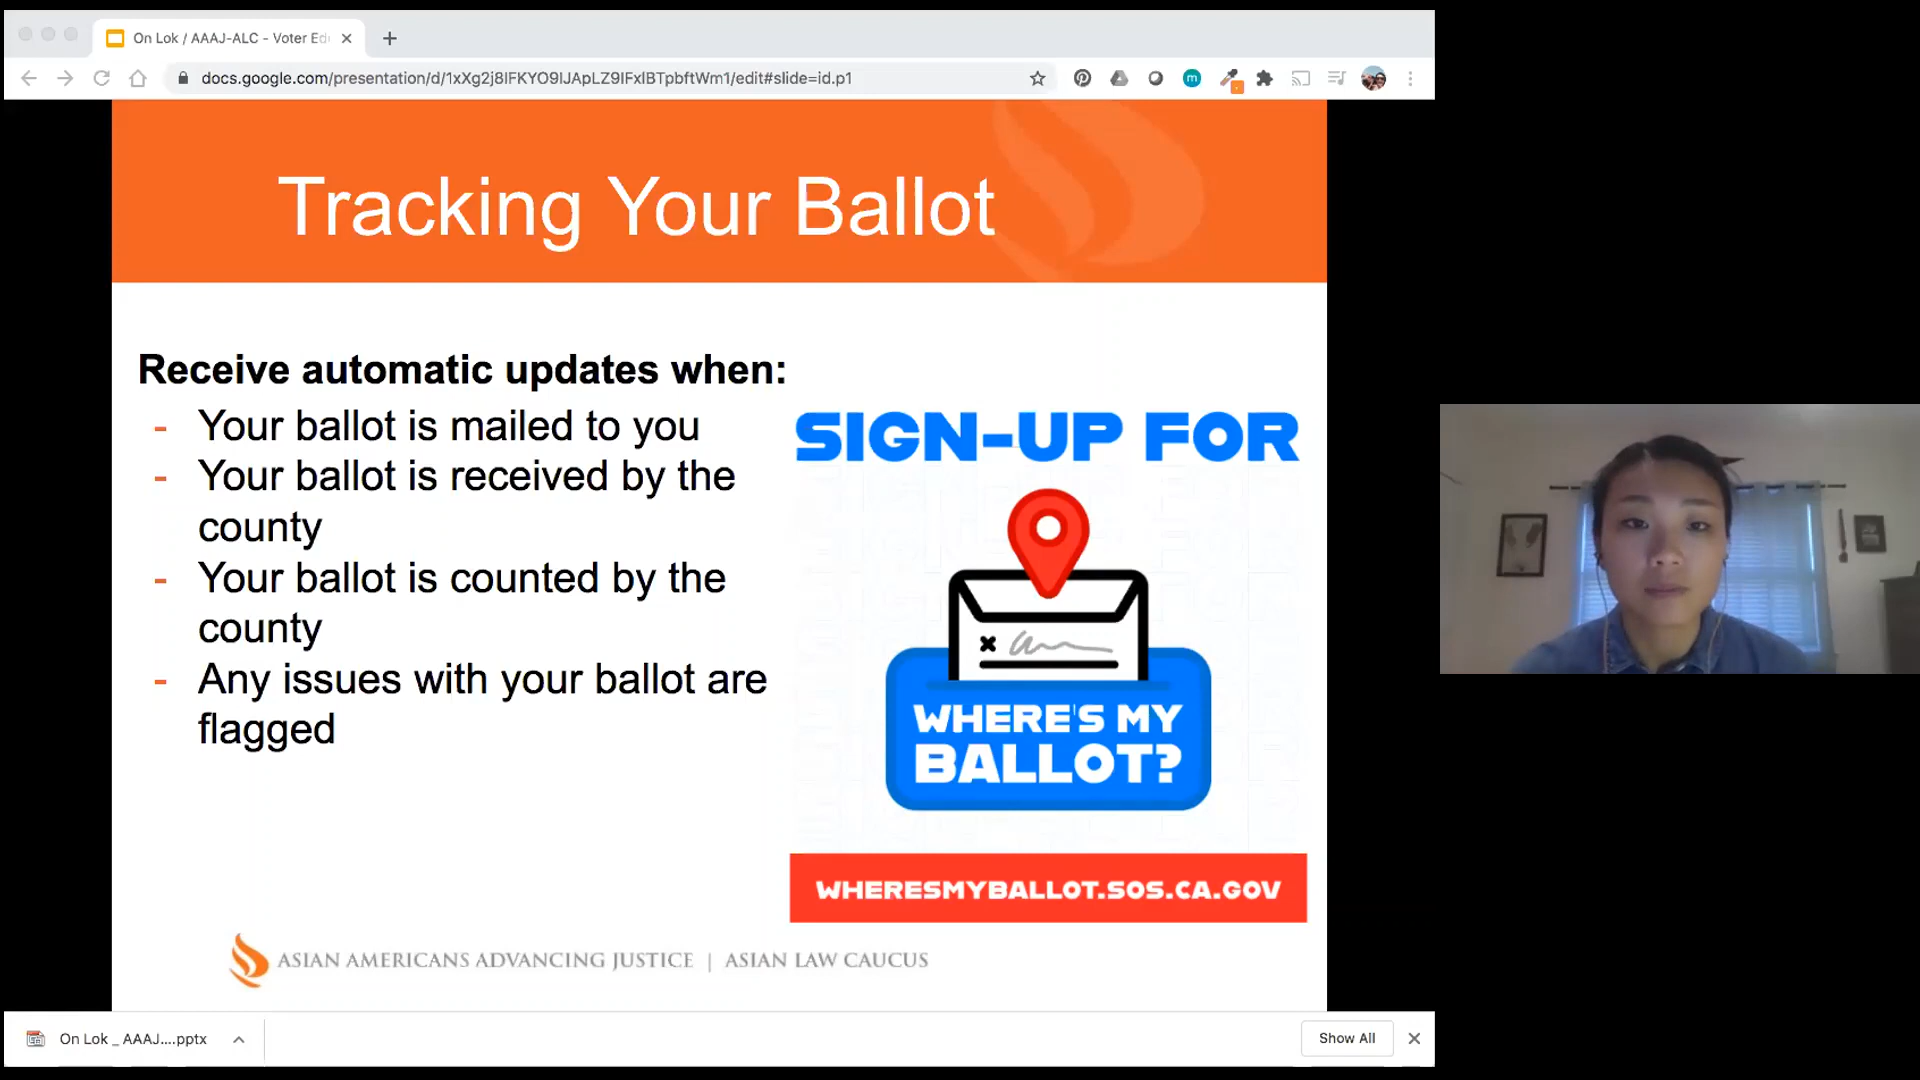 On Lok / AAAJ-ALC - Voter Ed
docs.google.com/presentation/d/1xXg2j8IFKYO9IJApLZ9IFxIBTpbftWm1/edit#slide=id.p1
Tracking Your Ballot
Receive automatic updates when:
- Your ballot is mailed to you
- Your ballot is received by the
county
- Your ballot is counted by the
county
- Any issues with your ballot are
flagged
SIGN-UP FOR
WHERE'S MY
BALLOT?
WHERESMYBALLOT.SOS.CA.GOV
ASIAN AMERICANS ADVANCING JUSTICE | ASIAN LAW CAUCUS
On Lok _ AAAJ....pptx
Show All